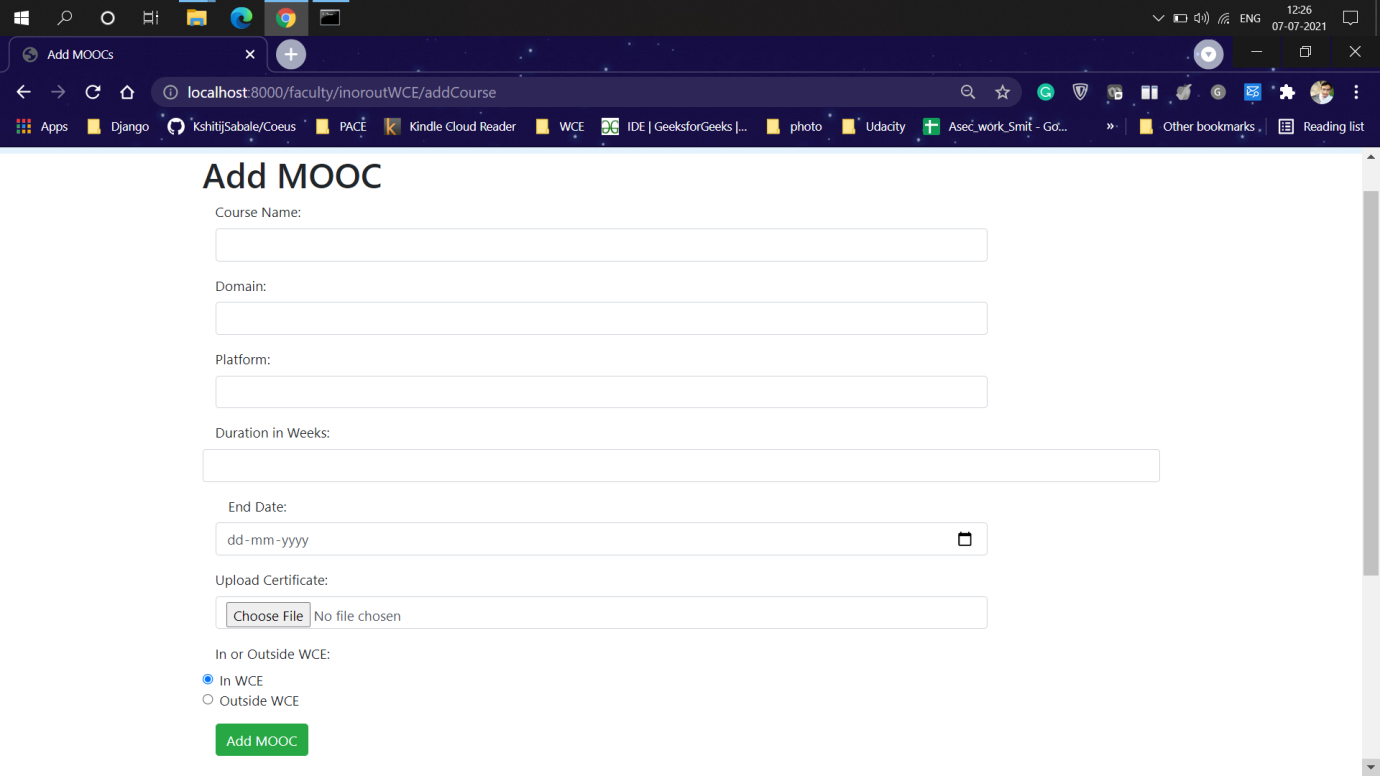 ENG
12:26
07-07-2021
Add MOOCs
localhost:8000/faculty/inoroutWCE/addCourse
Apps Django KshitijSabale/Coeus PACE Kindle Cloud Reader WCE IDE | GeeksforGeeks |... photo Udacity Asec_work_Smit - Go... » Other bookmarks Reading list
Add MOOC
Course Name:
Domain:
Platform:
Duration in Weeks:
End Date:
dd-mm-yyyy
Upload Certificate:
Choose File No file chosen
In or Outside WCE:
In WCE
Outside WCE
Add MOOC